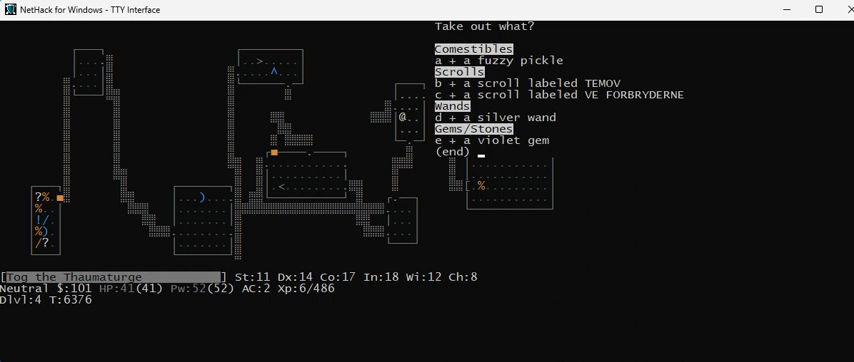 NetHack for Windows - TTY Interface
Take out what?
Comestibles
a + a fuzzy pickle
Scrolls
b + a scroll labeled TEMOV
c + a scroll labeled VE FORBRYDERNE
Wands
d + a silver wand
Gems/Stones
e + a violet gem
(end)
[Tog the Thaumaturge ] St:11 Dx:14 Co:17 In:18 Wi:12 Ch:8
Neutral $:101 HP:41(41) Pw:52(52) AC:2 Xp:6/486
Dlvl:4 T:6376